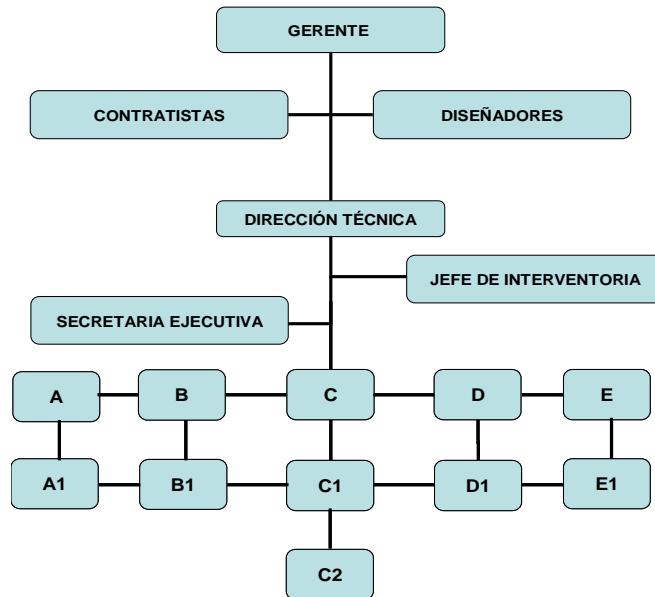 GERENTE
CONTRATISTAS
DISEÑADORES
DIRECCIÓN TÉCNICA
JEFE DE INTERVENTORIA
SECRETARIA EJECUTIVA
A
B
C
D
E
A1
B1
C1
D1
E1
C2